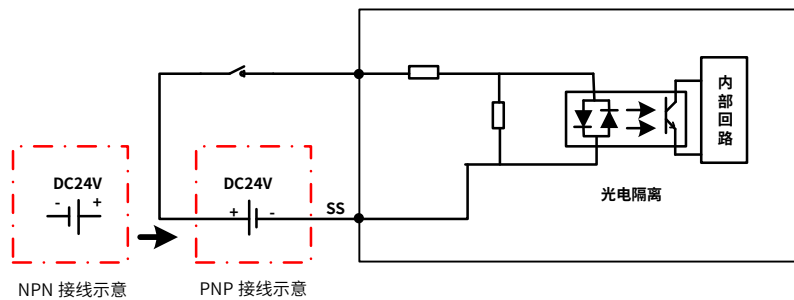 内
部
回
路
光电隔离
DC24V
- +
DC24V
+ -
SS
NPN 接线示意
PNP 接线示意